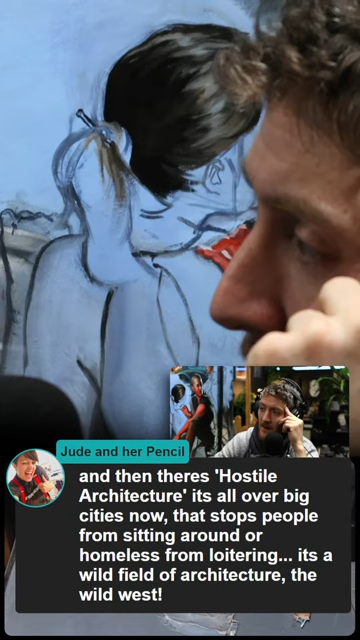 Jude and her Pencil
and then theres 'Hostile
Architecture' its all over big
cities now, that stops people
from sitting around or
homeless from loitering... its a
wild field of architecture, the
wild west!